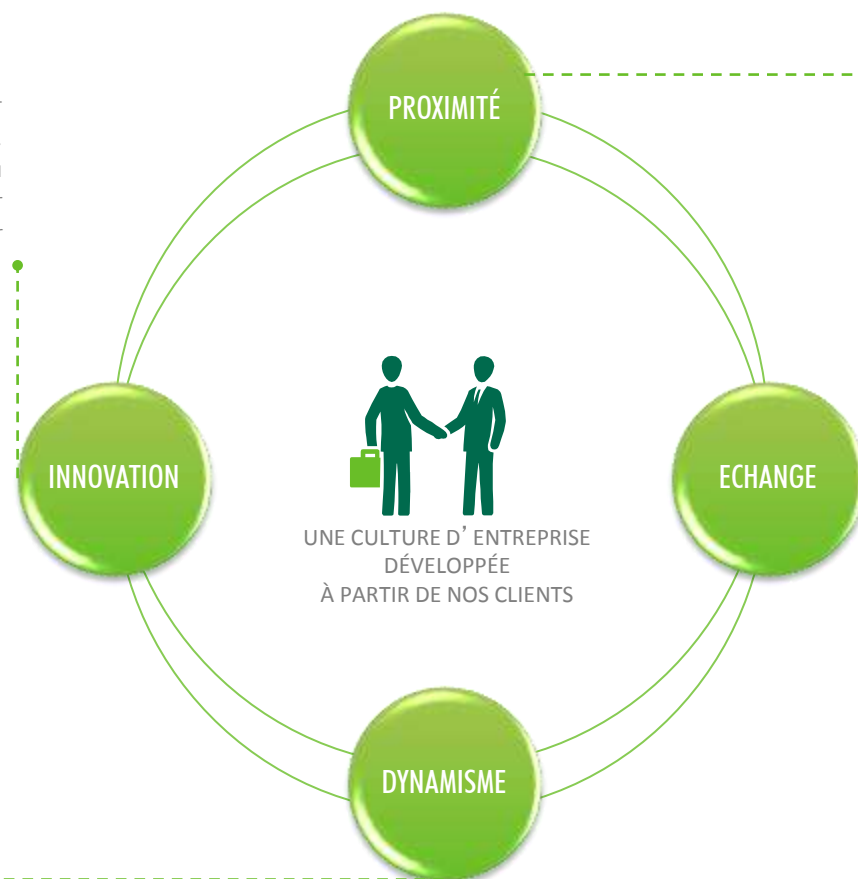 PROXIMITÉ
INNOVATION
ECHANGE
UNE CULTURE D’ ENTREPRISE
DÉVELOPPÉE
À PARTIR DE NOS CLIENTS
DYNAMISME